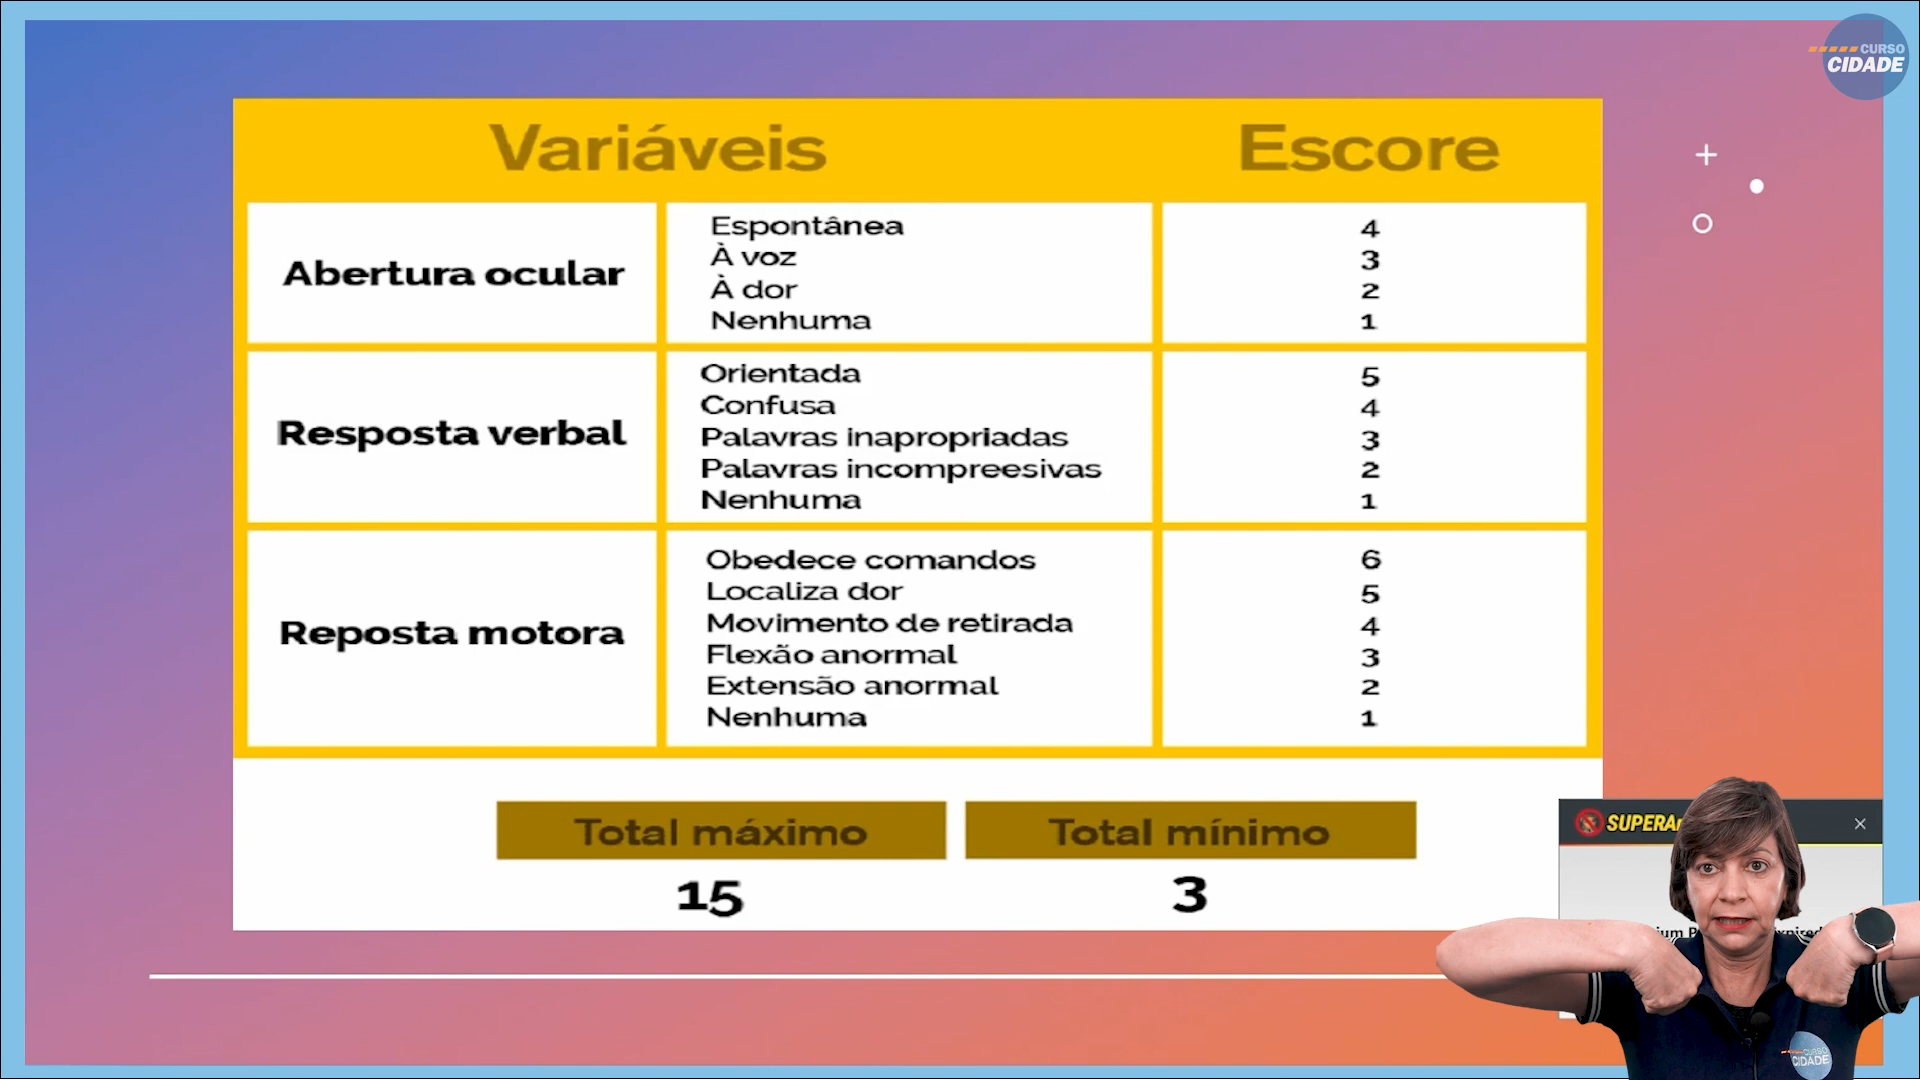 CURSO
CIDADE
Variáveis Escore
Abertura ocular
Espontânea 4
À voz 3
À dor 2
Nenhuma 1
Resposta verbal
Orientada 5
Confusa 4
Palavras inapropriadas 3
Palavras incompreesivas 2
Nenhuma 1
Reposta motora
Obedece comandos 6
Localiza dor 5
Movimento de retirada 4
Flexão anormal 3
Extensão anormal 2
Nenhuma 1
Total máximo Total mínimo
15 3
CURSO
CIDADE